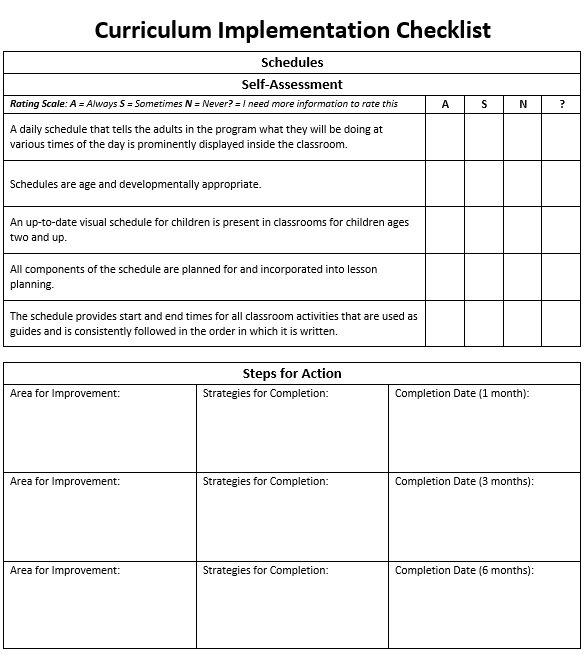 Curriculum Implementation Checklist
Schedules
Self-Assessment
Rating Scale: A = Always S = Sometimes N = Never? = I need more information to rate this A S N ?
A daily schedule that tells the adults in the program what they will be doing at
various times of the day is prominently displayed inside the classroom.
Schedules are age and developmentally appropriate.
An up-to-date visual schedule for children is present in classrooms for children ages
two and up.
All components of the schedule are planned for and incorporated into lesson
planning.
The schedule provides start and end times for all classroom activities that are used as
guides and is consistently followed in the order in which it is written.
Steps for Action
Area for Improvement: Strategies for Completion: Completion Date (1 month):
Area for Improvement: Strategies for Completion: Completion Date (3 months):
Area for Improvement: Strategies for Completion: Completion Date (6 months):